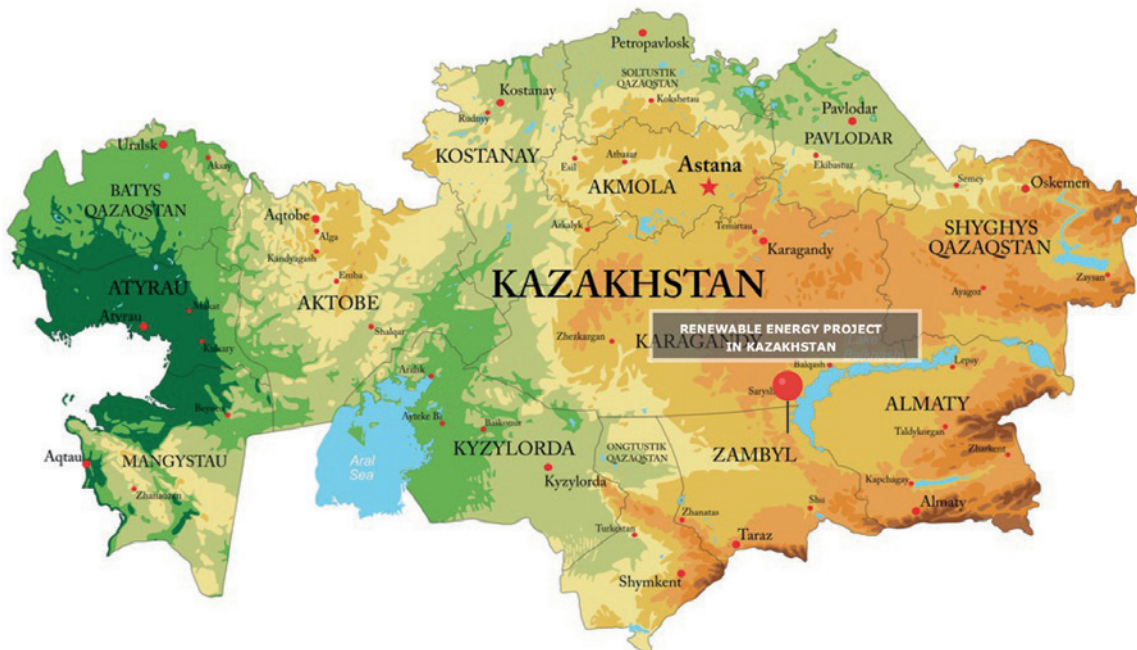 Petropavlosk
SOLTUSTIK
QAZAQSTAN
Kokshetau
Kostanay
Rudnyy
KOSTANAY
Pavlodar
PAVLODAR
Ekibastuz
Uralsk
Aksay
BATYS
QAZAQSTAN
Esil
Atbasar
AKMOLA
Astana
Semey
Oskemen
Aqtobe
Alga
Kandyagash
Emba
AKTOBE
Shalqar
Arkalyk
Temirtau
Karagandy
SHYGHYS
QAZAQSTAN
Zaysan
Ayagoz
ATYRAU
Makat
Atyrau
Kulsary
Beyneu
KAZAKHSTAN
Zhezkazgan
KARAGANDY
RENEWABLE ENERGY PROJECT
IN KAZAKHSTAN
Balqash
Lepsy
Aralsk
Ayteke Bi
Baikonur
Aral
Sea
KYZYLORDA
Kyzylorda
ONGTUSTIK
QAZAQSTAN
ZAMBYL
ALMATY
Taldykorgan
Zharkent
Kapchagay
Almaty
Aqtau
MANGYSTAU
Zhanaozen
Turkestan
Zhanatas
Shu
Taraz
Shymkent